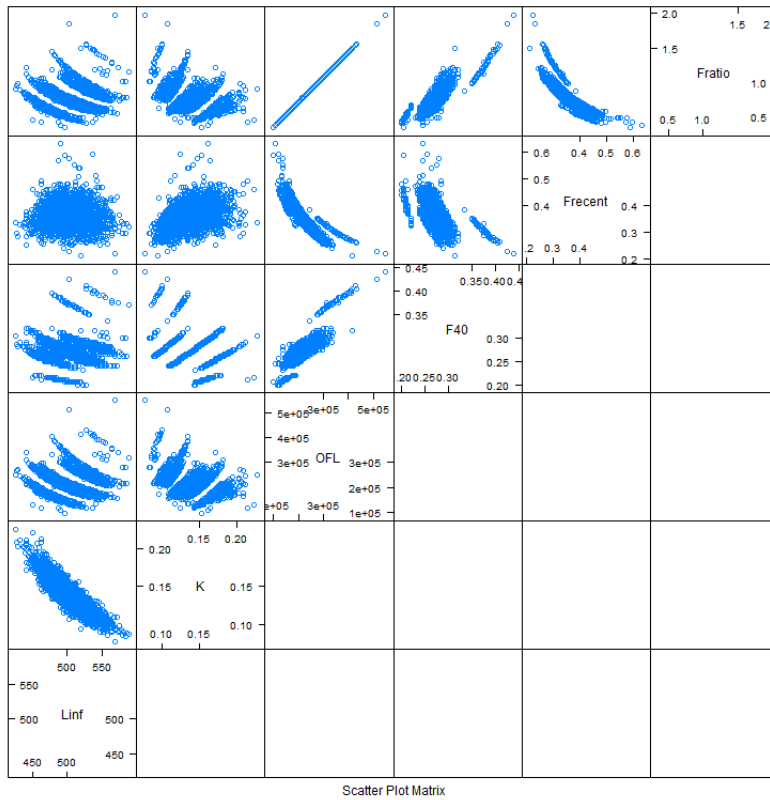 2.0 1.5 2
1.5
Fratio
1.0 1.0
0.5
0.5 1.0
0.6 0.4 0.5 0.6
0.5
Frecent
0.4 0.4
0.3
.2 0.3 0.4 0.2
0.45 0.35 0.40 0.4
0.40
0.35
F40 0.30
0.25
.20 0.25 0.30 0.20
5e+05 3e+05 5e+05
4e+05
3e+05 OFL 3e+05
2e+05
e+05 3e+05 1e+05
0.15 0.20
0.20
0.15 K 0.15
0.10
0.10 0.15
500 550
550
500 Linf 500
450
450 500
Scatter Plot Matrix